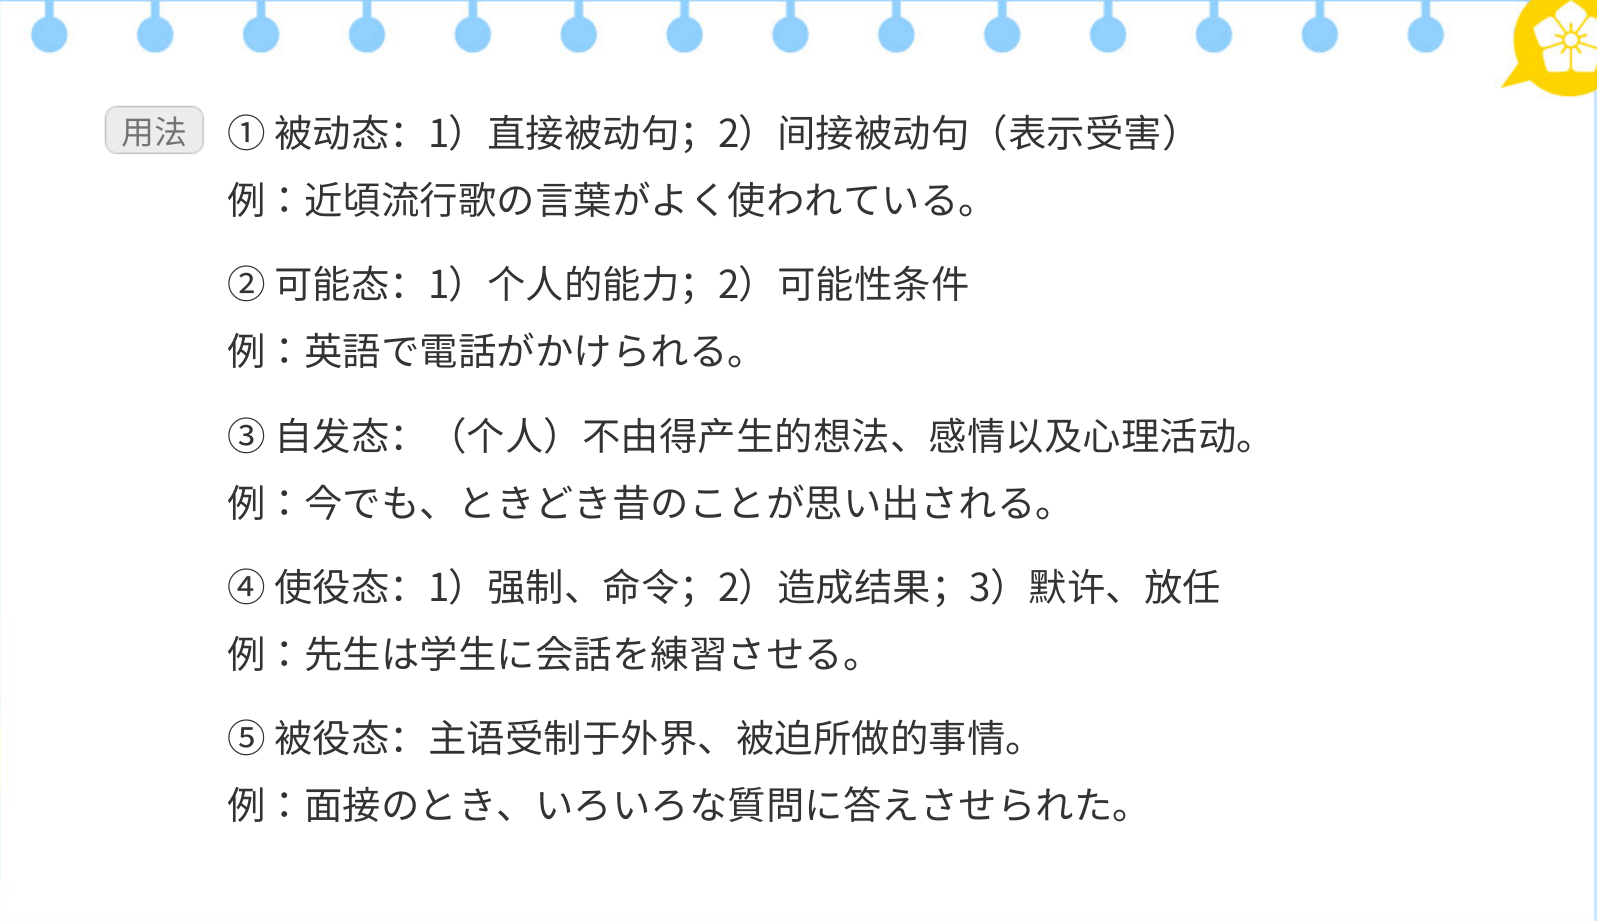 用法 ① 被动态：1）直接被动句；2）间接被动句（表示受害）
例：近頃流行歌の言葉がよく使われている。
② 可能态：1）个人的能力；2）可能性条件
例：英語で電話がかけられる。
③ 自发态：（个人）不由得产生的想法、感情以及心理活动。
例：今でも、ときどき昔のことが思い出される。
④ 使役态：1）强制、命令；2）造成结果；3）默许、放任
例：先生は学生に会話を練習させる。
⑤ 被役态：主语受制于外界、被迫所做的事情。
例：面接のとき、いろいろな質問に答えさせられた。